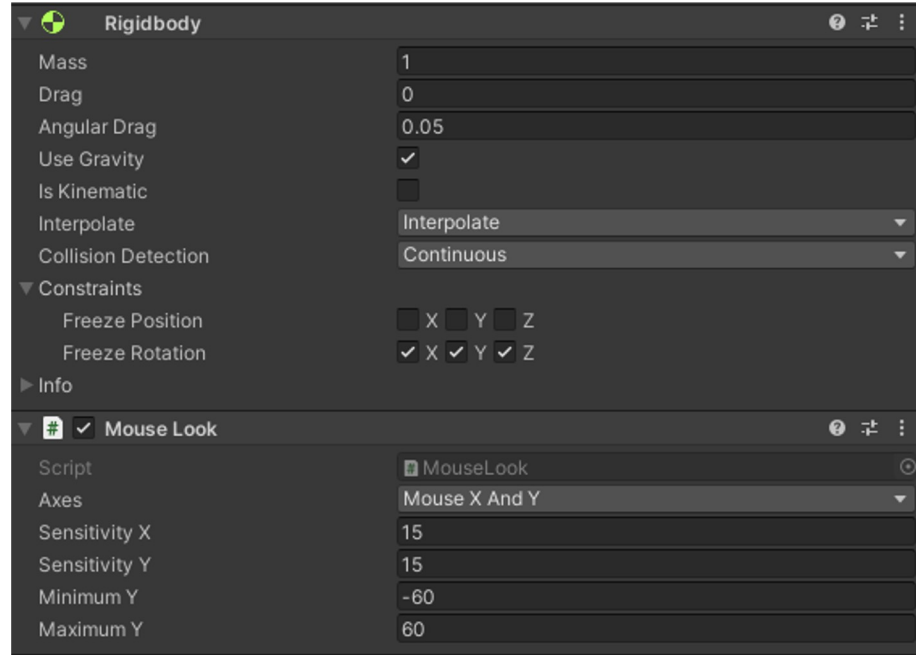 Rigidbody
Mass 1
Drag 0
Angular Drag 0.05
Use Gravity
Is Kinematic
Interpolate Interpolate
Collision Detection Continuous
Constraints
Freeze Position X Y Z
Freeze Rotation X Y Z
Info
# Mouse Look
Script # MouseLook
Axes Mouse X And Y
Sensitivity X 15
Sensitivity Y 15
Minimum Y -60
Maximum Y 60